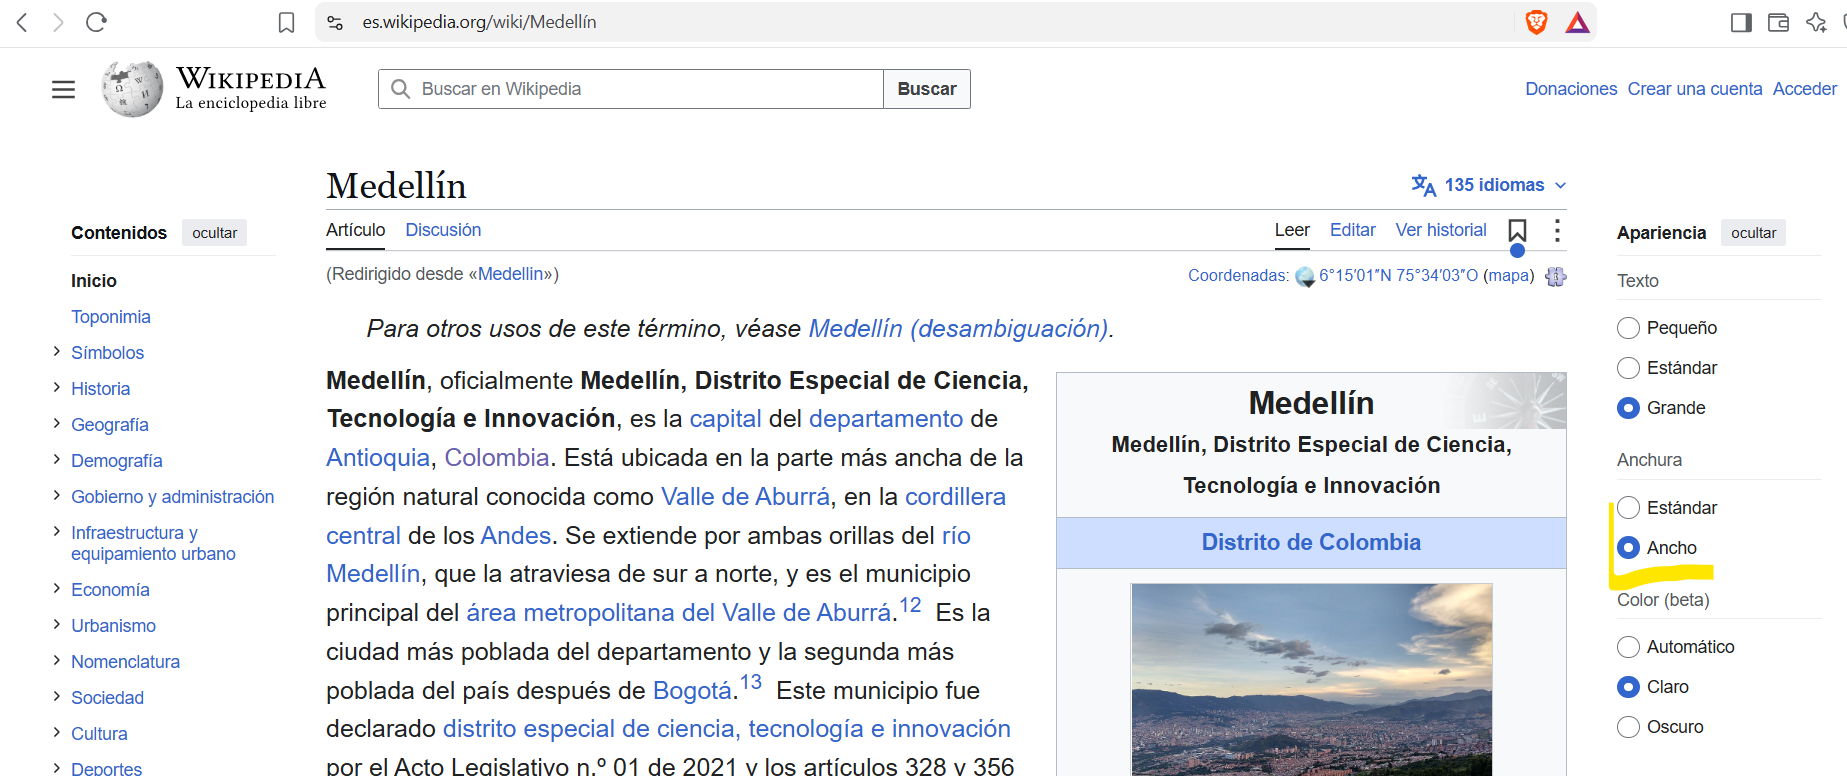 es.wikipedia.org/wiki/Medellín
WIKIPEDIA
La enciclopedia libre
Buscar en Wikipedia
Buscar
Donaciones Crear una cuenta Acceder
Medellín
135 idiomas
Contenidos ocultar
Artículo Discusión
Leer Editar Ver historial
Apariencia ocultar
(Redirigido desde «Medellin»)
Coordenadas: 6°15′01″N 75°34′03″O (mapa)
Inicio
Toponimia
Símbolos
Historia
Geografía
Demografía
Gobierno y administración
Infraestructura y
equipamiento urbano
Economía
Urbanismo
Nomenclatura
Sociedad
Cultura
Deportes
Para otros usos de este término, véase Medellín (desambiguación).
Medellín, oficialmente Medellín, Distrito Especial de Ciencia,
Tecnología e Innovación, es la capital del departamento de
Antioquia, Colombia. Está ubicada en la parte más ancha de la
región natural conocida como Valle de Aburrá, en la cordillera
central de los Andes. Se extiende por ambas orillas del río
Medellín, que la atraviesa de sur a norte, y es el municipio
principal del área metropolitana del Valle de Aburrá.12 Es la
ciudad más poblada del departamento y la segunda más
poblada del país después de Bogotá.13 Este municipio fue
declarado distrito especial de ciencia, tecnología e innovación
por el Acto Legislativo n.º 01 de 2021 y los artículos 328 y 356
Medellín
Medellín, Distrito Especial de Ciencia,
Tecnología e Innovación
Distrito de Colombia
Texto
Pequeño
Estándar
Grande
Anchura
Estándar
Ancho
Color (beta)
Automático
Claro
Oscuro